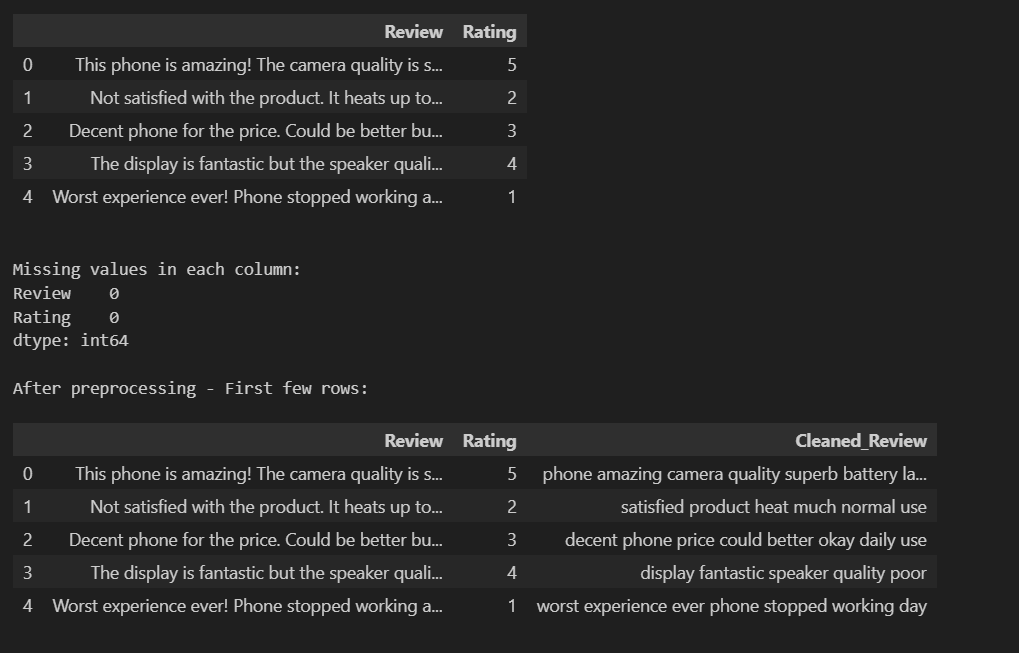 Review Rating
0 This phone is amazing! The camera quality is s... 5
1 Not satisfied with the product. It heats up to... 2
2 Decent phone for the price. Could be better bu... 3
3 The display is fantastic but the speaker quali... 4
4 Worst experience ever! Phone stopped working a... 1
Missing values in each column:
Review 0
Rating 0
dtype: int64
After preprocessing - First few rows:
Review Rating Cleaned_Review
0 This phone is amazing! The camera quality is s... 5 phone amazing camera quality superb battery la...
1 Not satisfied with the product. It heats up to... 2 satisfied product heat much normal use
2 Decent phone for the price. Could be better bu... 3 decent phone price could better okay daily use
3 The display is fantastic but the speaker quali... 4 display fantastic speaker quality poor
4 Worst experience ever! Phone stopped working a... 1 worst experience ever phone stopped working day